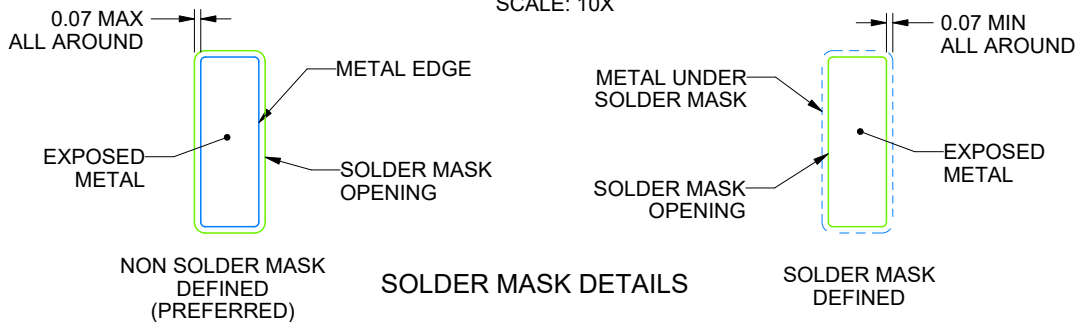 SCALE: 10X
0.07 MAX
ALL AROUND
0.07 MIN
ALL AROUND
METAL EDGE
METAL UNDER
SOLDER MASK
EXPOSED
METAL
SOLDER MASK
OPENING
SOLDER MASK
OPENING
EXPOSED
METAL
NON SOLDER MASK
DEFINED
(PREFERRED)
SOLDER MASK DETAILS
SOLDER MASK
DEFINED